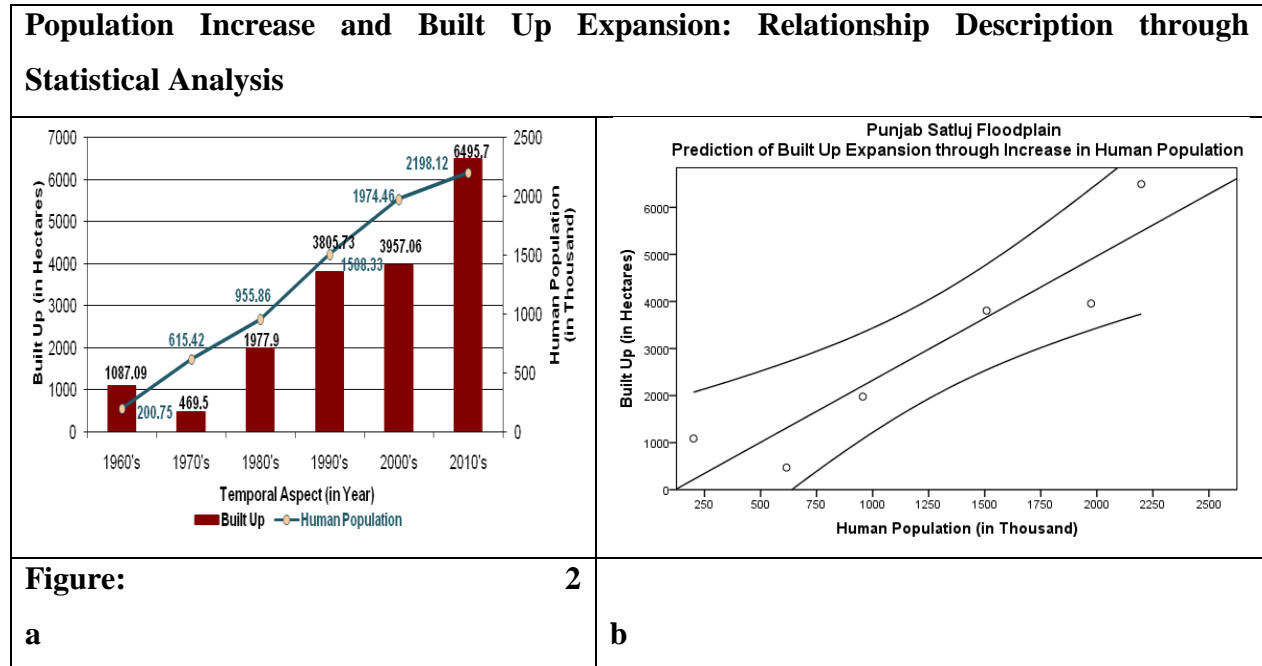 Population Increase and Built Up Expansion: Relationship Description through
Statistical Analysis
7000
6000
5000
4000
3000
2000
1000
0
Built Up (in Hectares)
2500
2000
1500
1000
500
0
Human Population
(in Thousand)
1087.09
469.5
1977.9
3805.73
3957.06
6495.7
200.75
615.42
955.86
1508.33
1974.46
2198.12
1960's 1970's 1980's 1990's 2000's 2010's
Temporal Aspect (in Year)
Built Up Human Population
Punjab Satluj Floodplain
Prediction of Built Up Expansion through Increase in Human Population
Built Up (in Hectares)
6000
5000
4000
3000
2000
1000
0
250 500 750 1000 1250 1500 1750 2000 2250 2500
Human Population (in Thousand)
Figure: 2
a
b